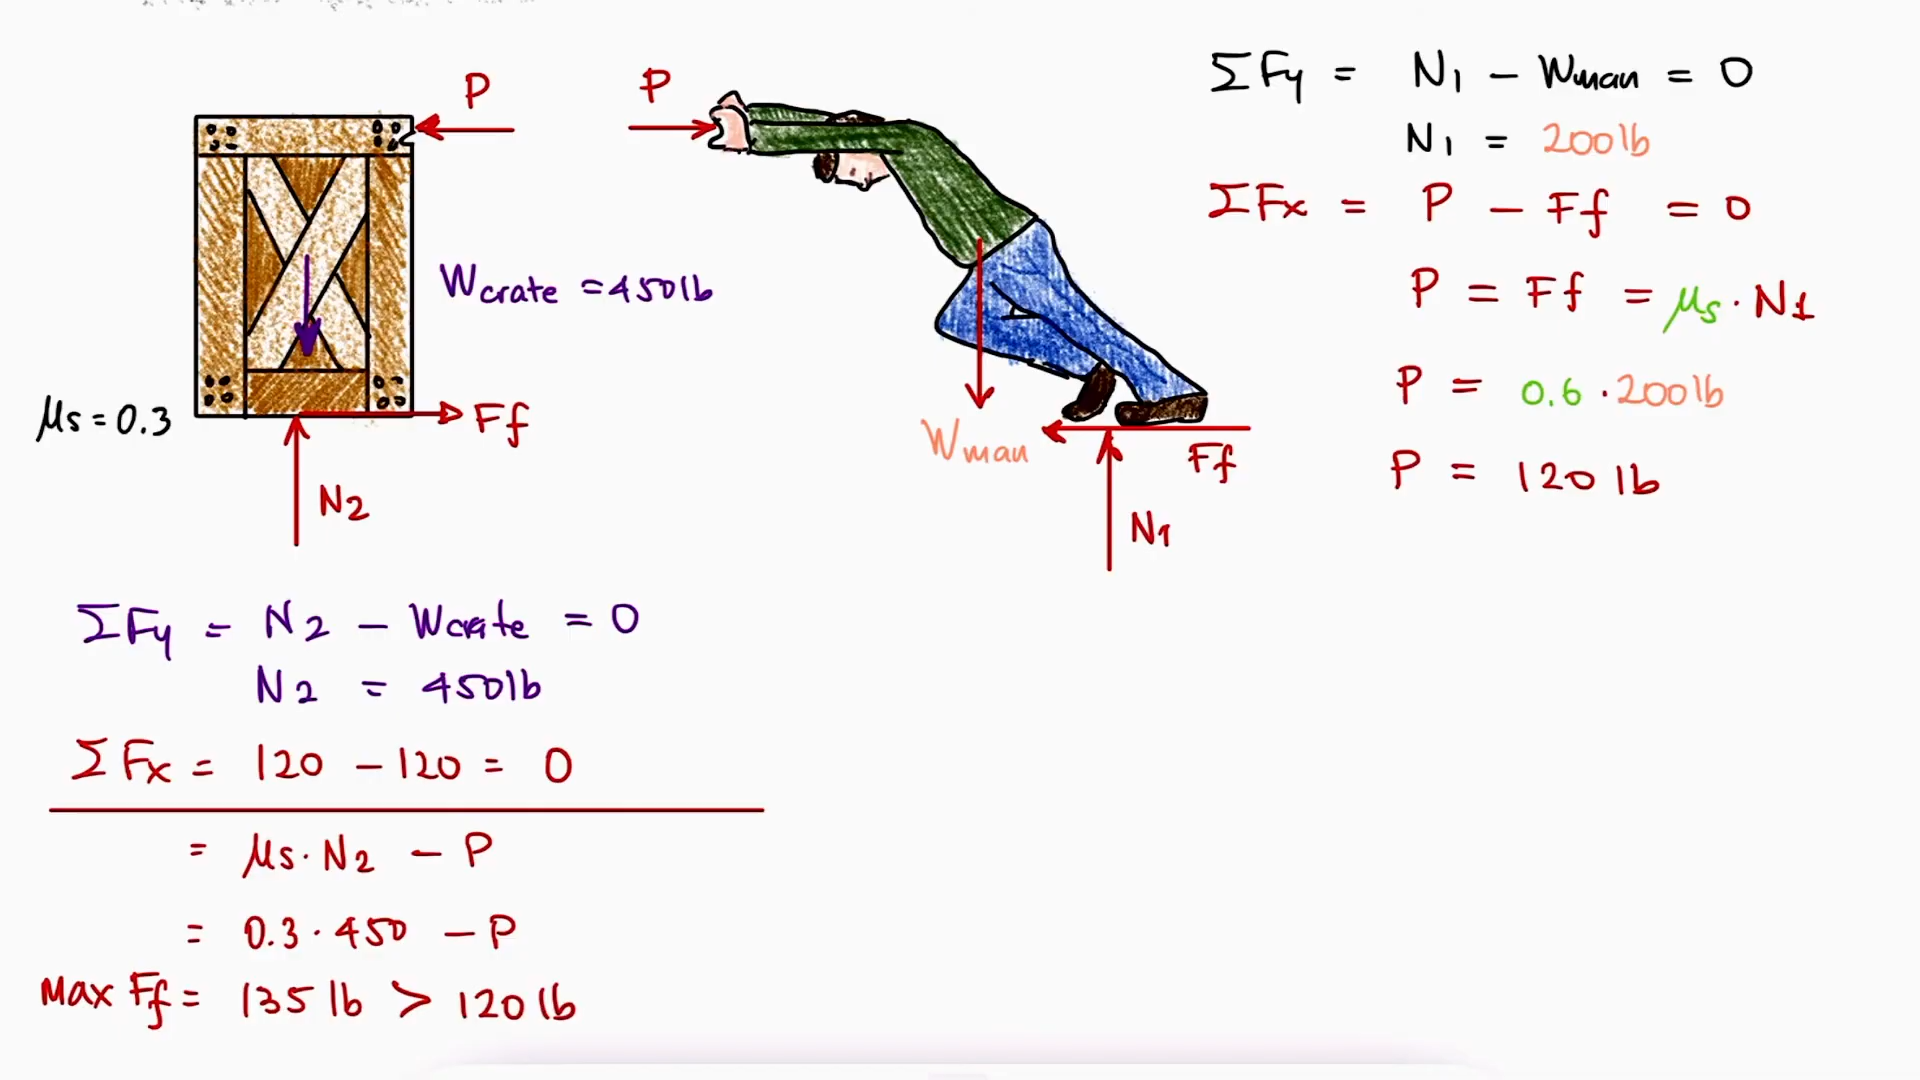 P
P
Wcrate = 450lb
μs = 0.3
Ff
N2
Wman
Ff
N1
ΣFy = N1 - Wman = 0
N1 = 200lb
ΣFx = P - Ff = 0
P = Ff = μs · N1
P = 0.6 · 200lb
P = 120 lb
ΣFy = N2 - Wcrate = 0
N2 = 450lb
ΣFx = 120 - 120 = 0
= μs · N2 - P
= 0.3 · 450 - P
Max Ff = 135 lb > 120 lb